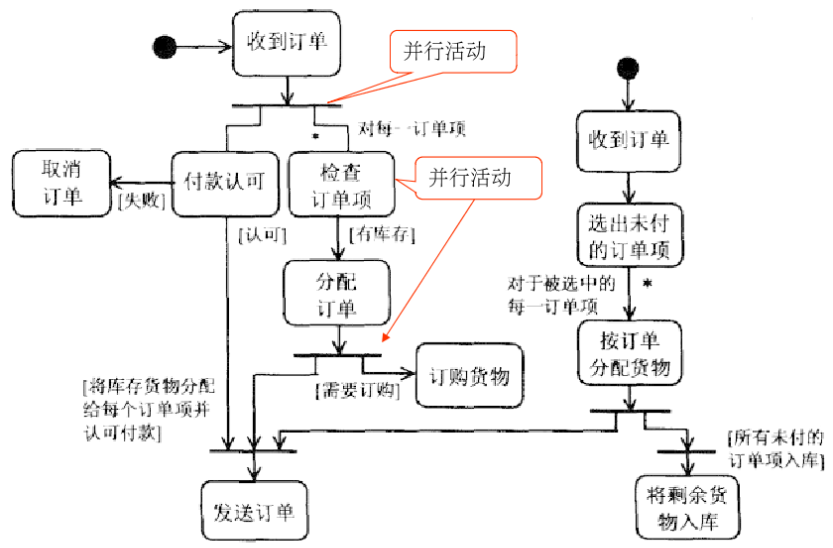 收到订单
并行活动
对每一订单项
*
取消
订单
[失败]
付款认可
检查
订单项
并行活动
[认可]
[有库存]
分配
订单
[需要订购]
订购货物
[将库存货物分配
给每个订单项并
认可付款]
发送订单
收到订单
选出未付
的订单项
对于被选中的
每一订单项
*
按订单
分配货物
[所有未付的
订单项入库]
将剩余货
物入库